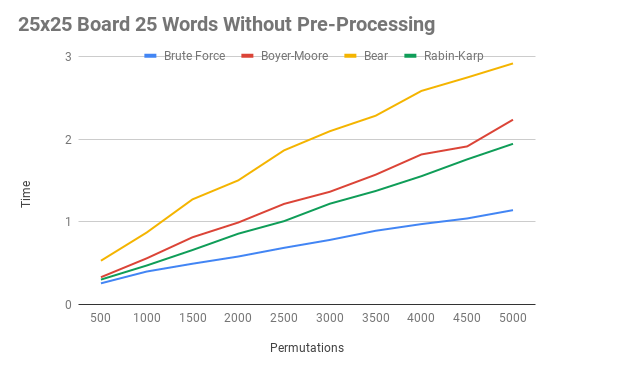 25x25 Board 25 Words Without Pre-Processing
Brute Force Boyer-Moore Bear Rabin-Karp
3
2
1
0
Time
500 1000 1500 2000 2500 3000 3500 4000 4500 5000
Permutations